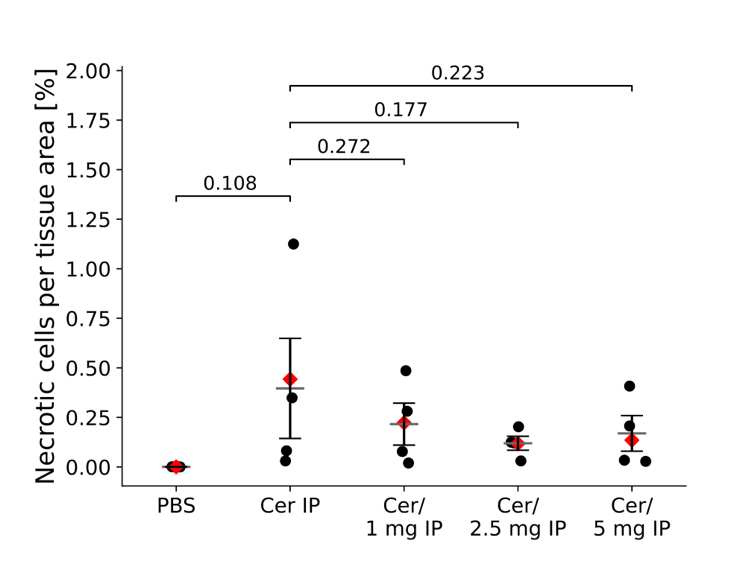 Necrotic cells per tissue area [%]
2.00
1.75
1.50
1.25
1.00
0.75
0.50
0.25
0.00
0.223
0.177
0.272
0.108
PBS
Cer IP
Cer/
1 mg IP
Cer/
2.5 mg IP
Cer/
5 mg IP